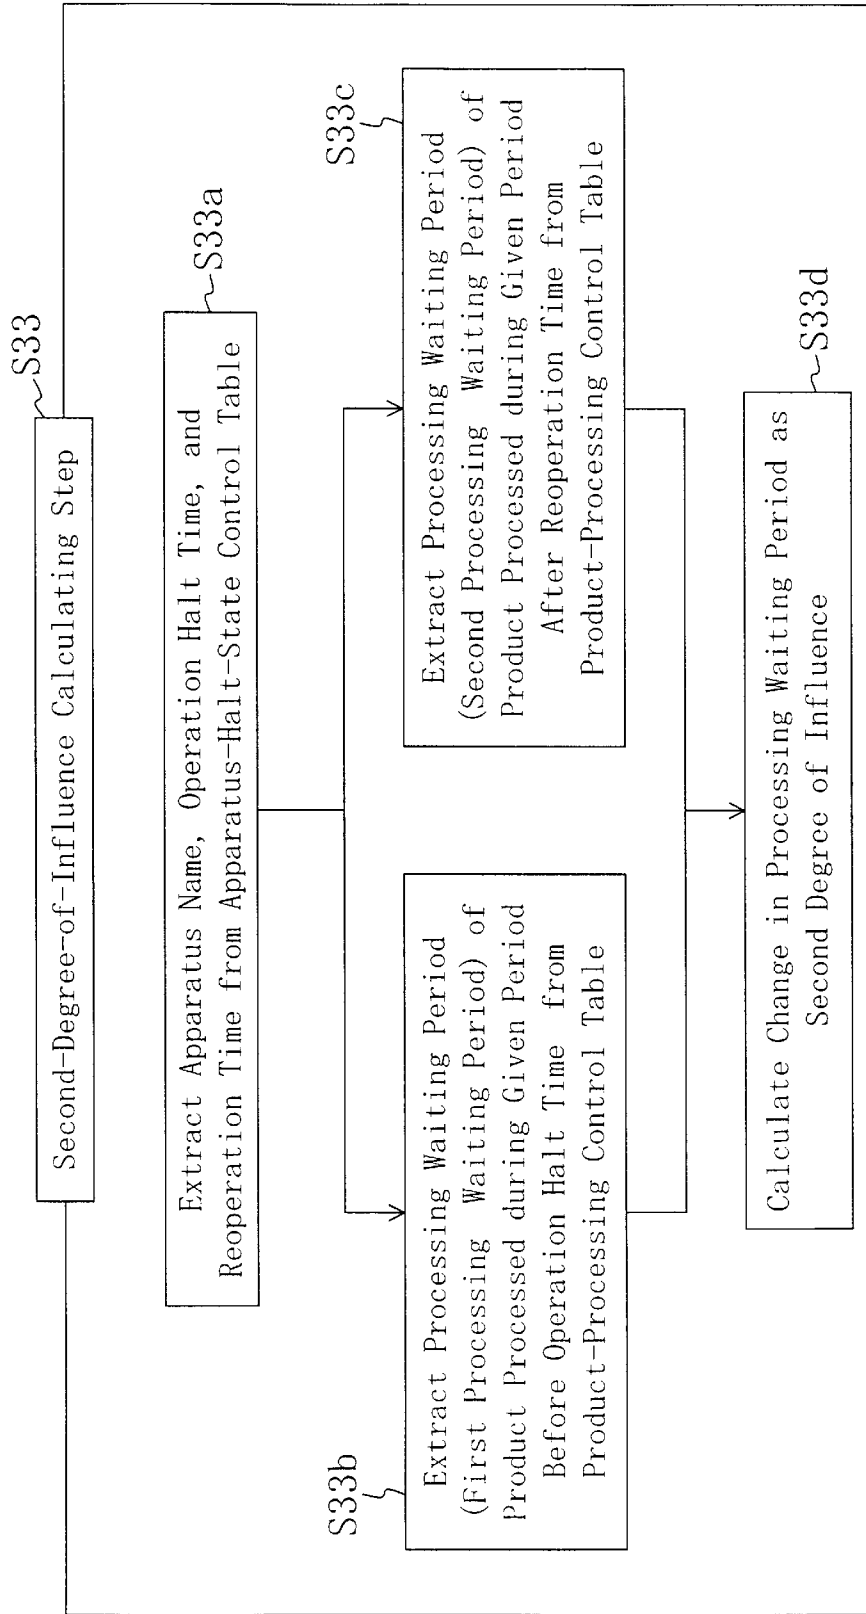 S33
Second-Degree-of-Influence Calculating Step
S33a
Extract Apparatus Name, Operation Halt Time, and
Reoperation Time from Apparatus-Halt-State Control Table
S33b
Extract Processing Waiting Period
(First Processing Waiting Period) of
Product Processed during Given Period
Before Operation Halt Time from
Product-Processing Control Table
S33c
Extract Processing Waiting Period
(Second Processing Waiting Period) of
Product Processed during Given Period
After Reoperation Time from
Product-Processing Control Table
S33d
Calculate Change in Processing Waiting Period as
Second Degree of Influence